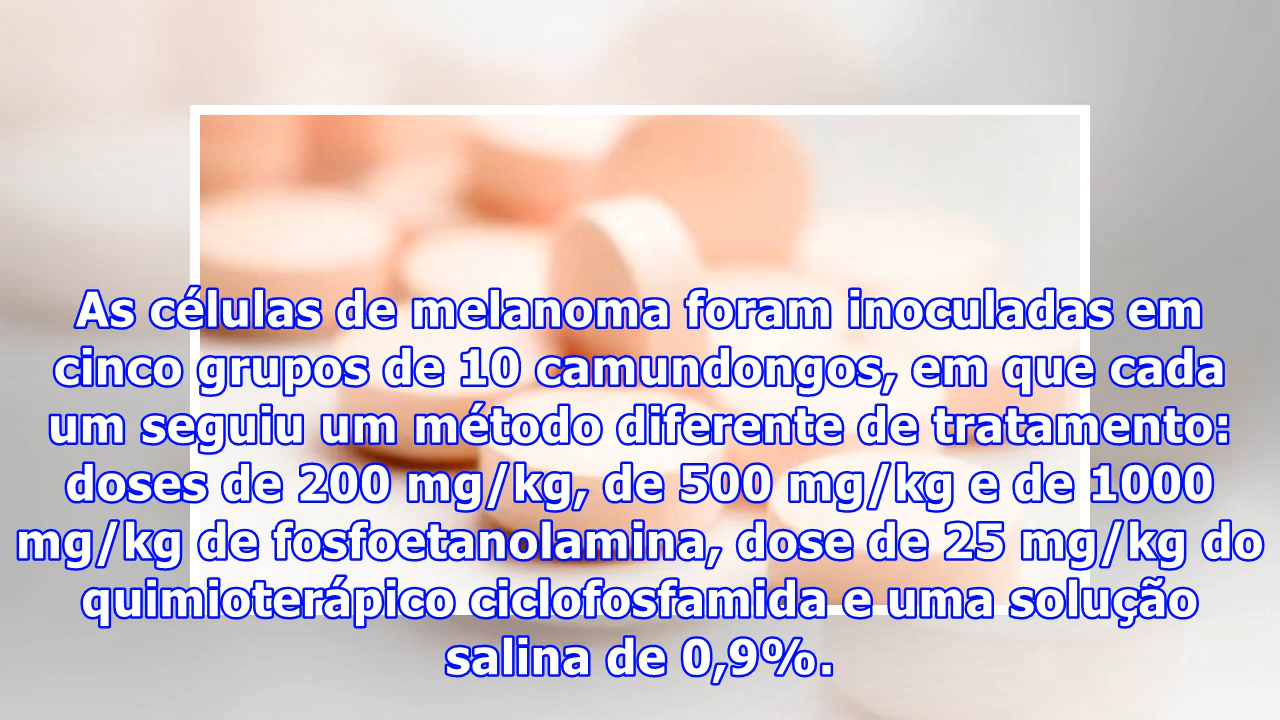 As células de melanoma foram inoculadas em
cinco grupos de 10 camundongos, em que cada
um seguiu um método diferente de tratamento:
doses de 200 mg/kg, de 500 mg/kg e de 1000
mg/kg de fosfoetanolamina, dose de 25 mg/kg do
quimioterápico ciclofosfamida e uma solução
salina de 0,9%.